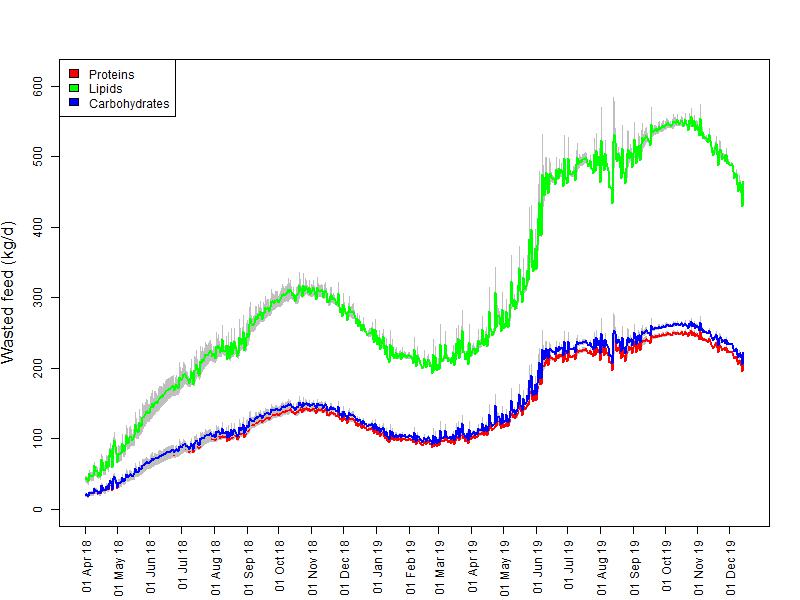 Proteins
Lipids
Carbohydrates
Wasted feed (kg/d)
600
500
400
300
200
100
0
01 Apr 18
01 May 18
01 Jun 18
01 Jul 18
01 Aug 18
01 Sep 18
01 Oct 18
01 Nov 18
01 Dec 18
01 Jan 19
01 Feb 19
01 Mar 19
01 Apr 19
01 May 19
01 Jun 19
01 Jul 19
01 Aug 19
01 Sep 19
01 Oct 19
01 Nov 19
01 Dec 19